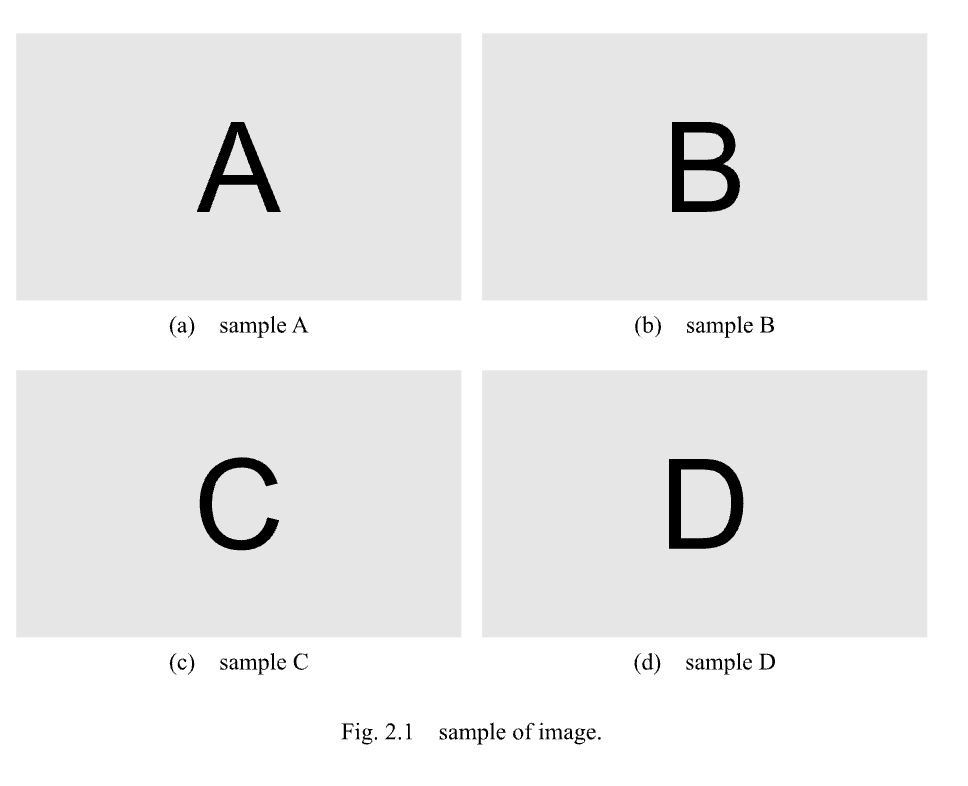 A
B
(a) sample A
(b) sample B
C
D
(c) sample C
(d) sample D
Fig. 2.1 sample of image.